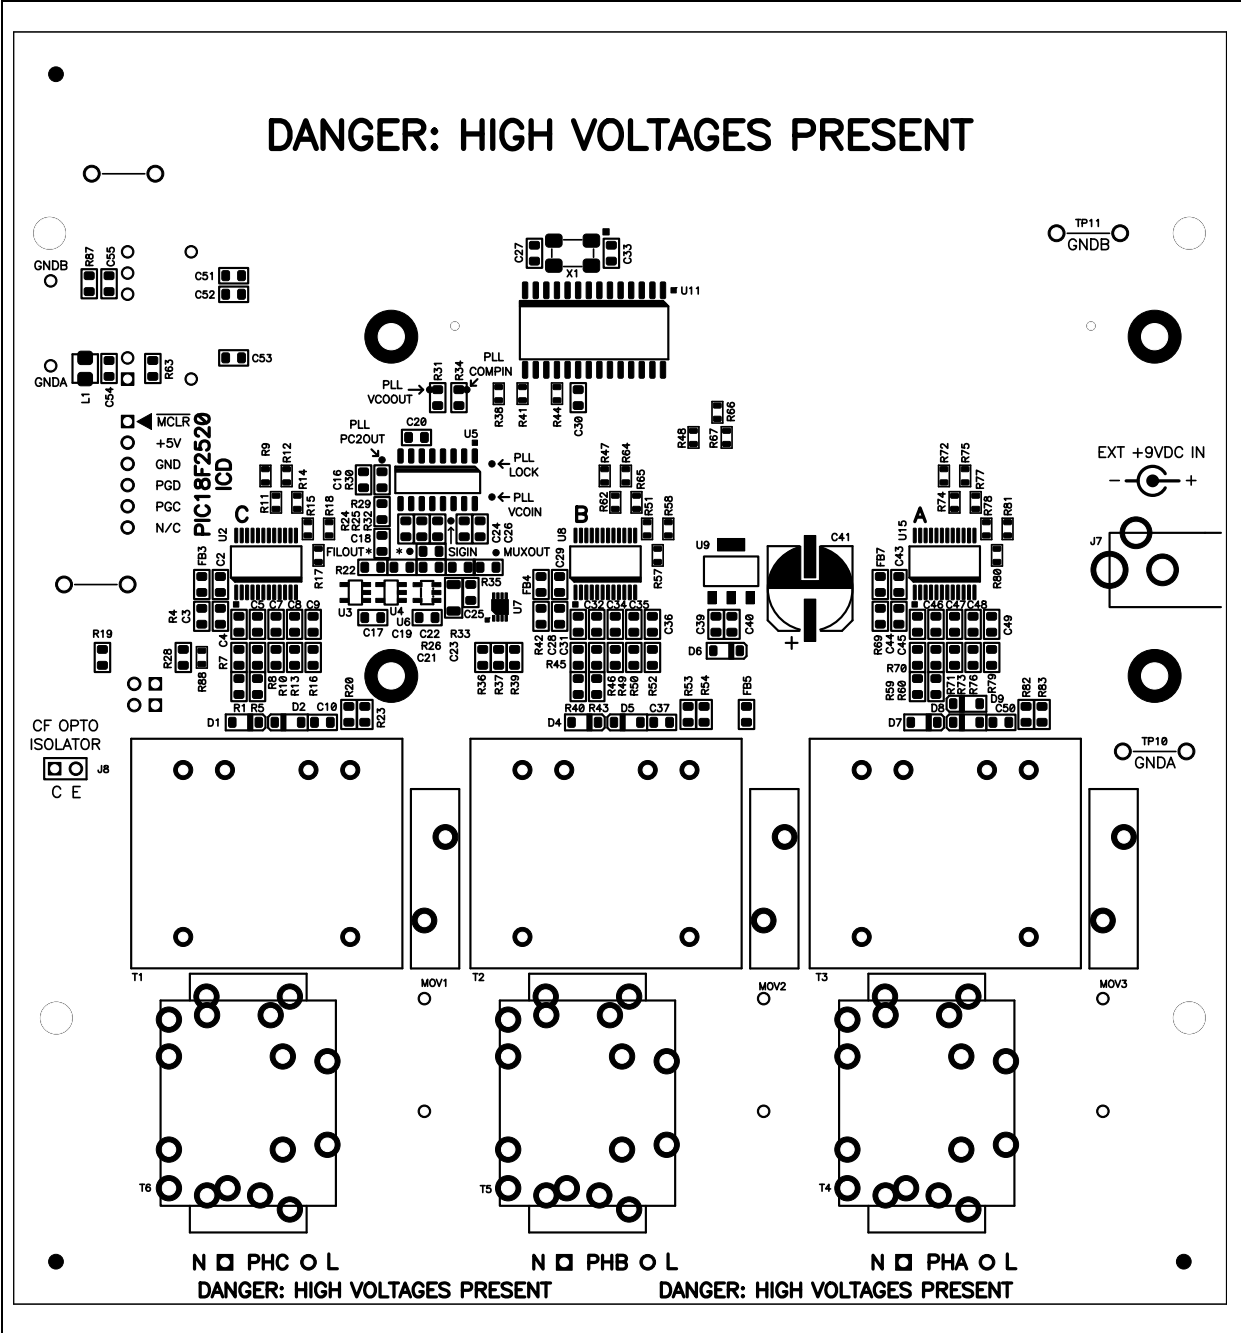 DANGER: HIGH VOLTAGES PRESENT
TP11
GNDB
GNDB
R87
C55
C51
C52
C27
X1
C33
U11
GNDA
L1
C54
R63
C53
R31
R34
PLL
COMPIN
PLL
VCOOUT
R38
R41
R44
C30
R66
R48
R67
MCLR
+5V
GND
PGD
PGC
N/C
PIC18F2520
ICD
PLL
PC2OUT
C20
U5
PLL
LOCK
PLL
VCOIN
C16
R30
R29
R24
R25
R32
C18
C24
C26
FILOUT*
*
SIGIN
MUXOUT
R22
R35
U3
U4
U6
U7
C17
C19
C22
C25
R33
R26
C21
C23
R36
R37
R39
R9
R12
R11
R14
R15
R18
C
U2
R17
FB3
C2
R4
C3
C4
C5
C7
C8
C9
R7
R8
R10
R13
R16
R19
R28
R88
R1
R5
D1
D2
C10
R20
R23
R47
R64
R62
R65
R51
R58
B
U8
R57
FB4
C29
R42
C28
C31
C32
C34
C35
C36
R45
R46
R49
R50
R52
R40
R43
D4
D5
C37
R53
R54
FB5
U9
C41
C39
C40
D6
+
R72
R75
R74
R77
R78
R81
A
U15
R80
FB7
C43
R69
C44
C45
C46
C47
C48
C49
R70
R59
R60
R71
R73
R76
R79
D7
D8
D9
C50
R82
R83
EXT +9VDC IN
- +
J7
TP10
GNDA
CF OPTO
ISOLATOR
J8
C E
T1
MOV1
T2
MOV2
T3
MOV3
T6
T5
T4
N PHC L
N PHB L
N PHA L
DANGER: HIGH VOLTAGES PRESENT
DANGER: HIGH VOLTAGES PRESENT